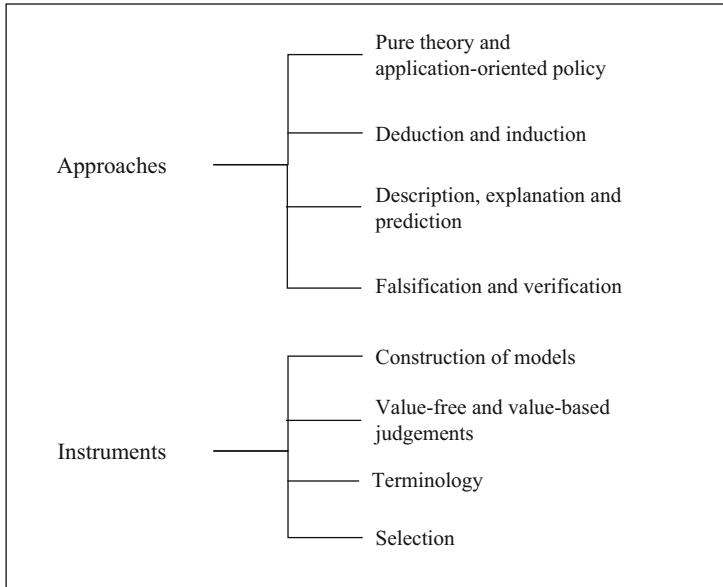 Approaches
Pure theory and
application-oriented policy
Deduction and induction
Description, explanation and
prediction
Falsification and verification
Instruments
Construction of models
Value-free and value-based
judgements
Terminology
Selection